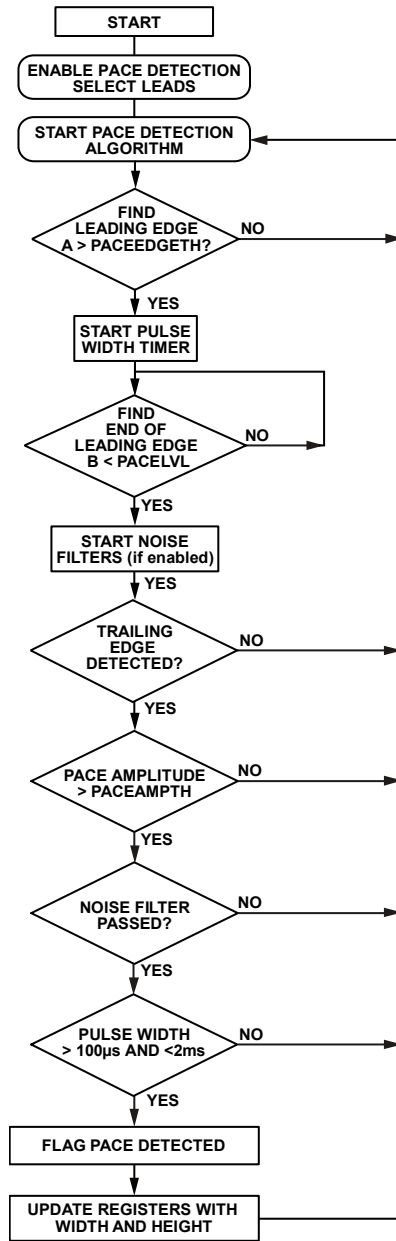 START
ENABLE PACE DETECTION
SELECT LEADS
START PACE DETECTION
ALGORITHM
FIND
LEADING EDGE
A > PACEEDGETH?
NO
YES
START PULSE
WIDTH TIMER
FIND
END OF
LEADING EDGE
B < PACELVL
NO
YES
START NOISE
FILTERS (if enabled)
YES
TRAILING
EDGE
DETECTED?
NO
YES
PACE AMPLITUDE
> PACEAMPTH
NO
YES
NOISE FILTER
PASSED?
NO
YES
PULSE WIDTH
> 100µs AND <2ms
NO
YES
FLAG PACE DETECTED
UPDATE REGISTERS WITH
WIDTH AND HEIGHT